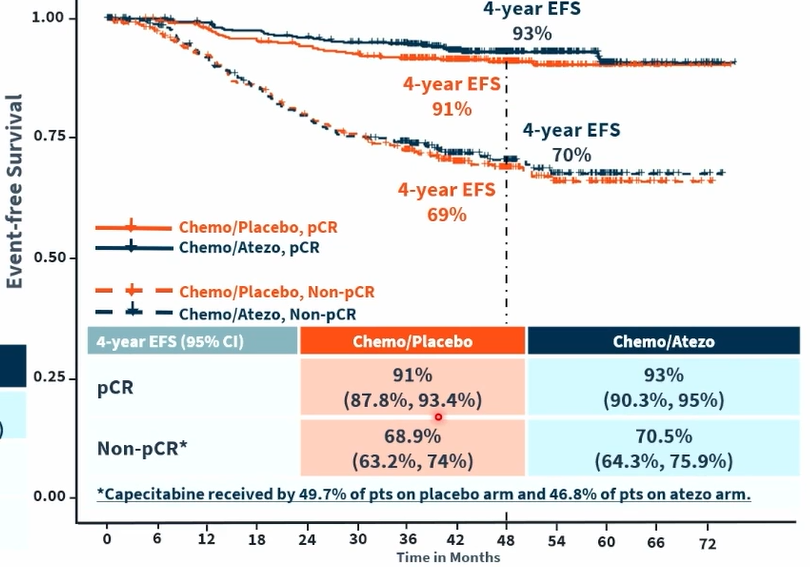 4-year EFS
93%
1.00
4-year EFS
91%
0.75
4-year EFS
70%
4-year EFS
69%
Event-free Survival
Chemo/Placebo, pCR
Chemo/Atezo, pCR
0.50
Chemo/Placebo, Non-pCR
Chemo/Atezo, Non-pCR
4-year EFS (95% CI) Chemo/Placebo Chemo/Atezo
0.25
pCR 91% 93%
(87.8%, 93.4%) (90.3%, 95%)
Non-pCR* 68.9% 70.5%
(63.2%, 74%) (64.3%, 75.9%)
0.00
*Capecitabine received by 49.7% of pts on placebo arm and 46.8% of pts on atezo arm.
0 6 12 18 24 30 36 42 48 54 60 66 72
Time in Months
)